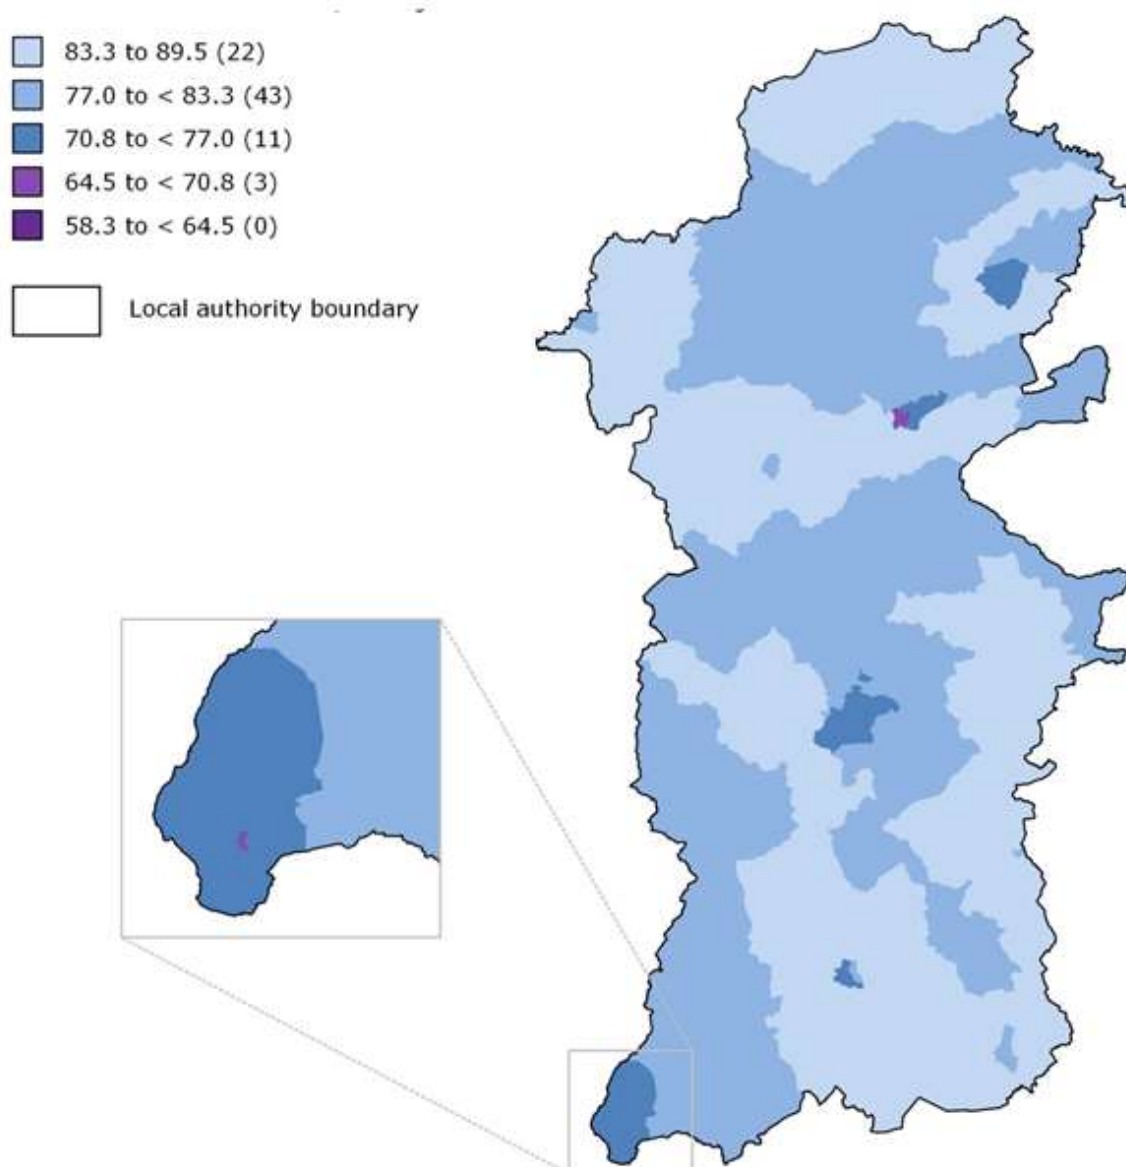 83.3 to 89.5 (22)
77.0 to < 83.3 (43)
70.8 to < 77.0 (11)
64.5 to < 70.8 (3)
58.3 to < 64.5 (0)
Local authority boundary